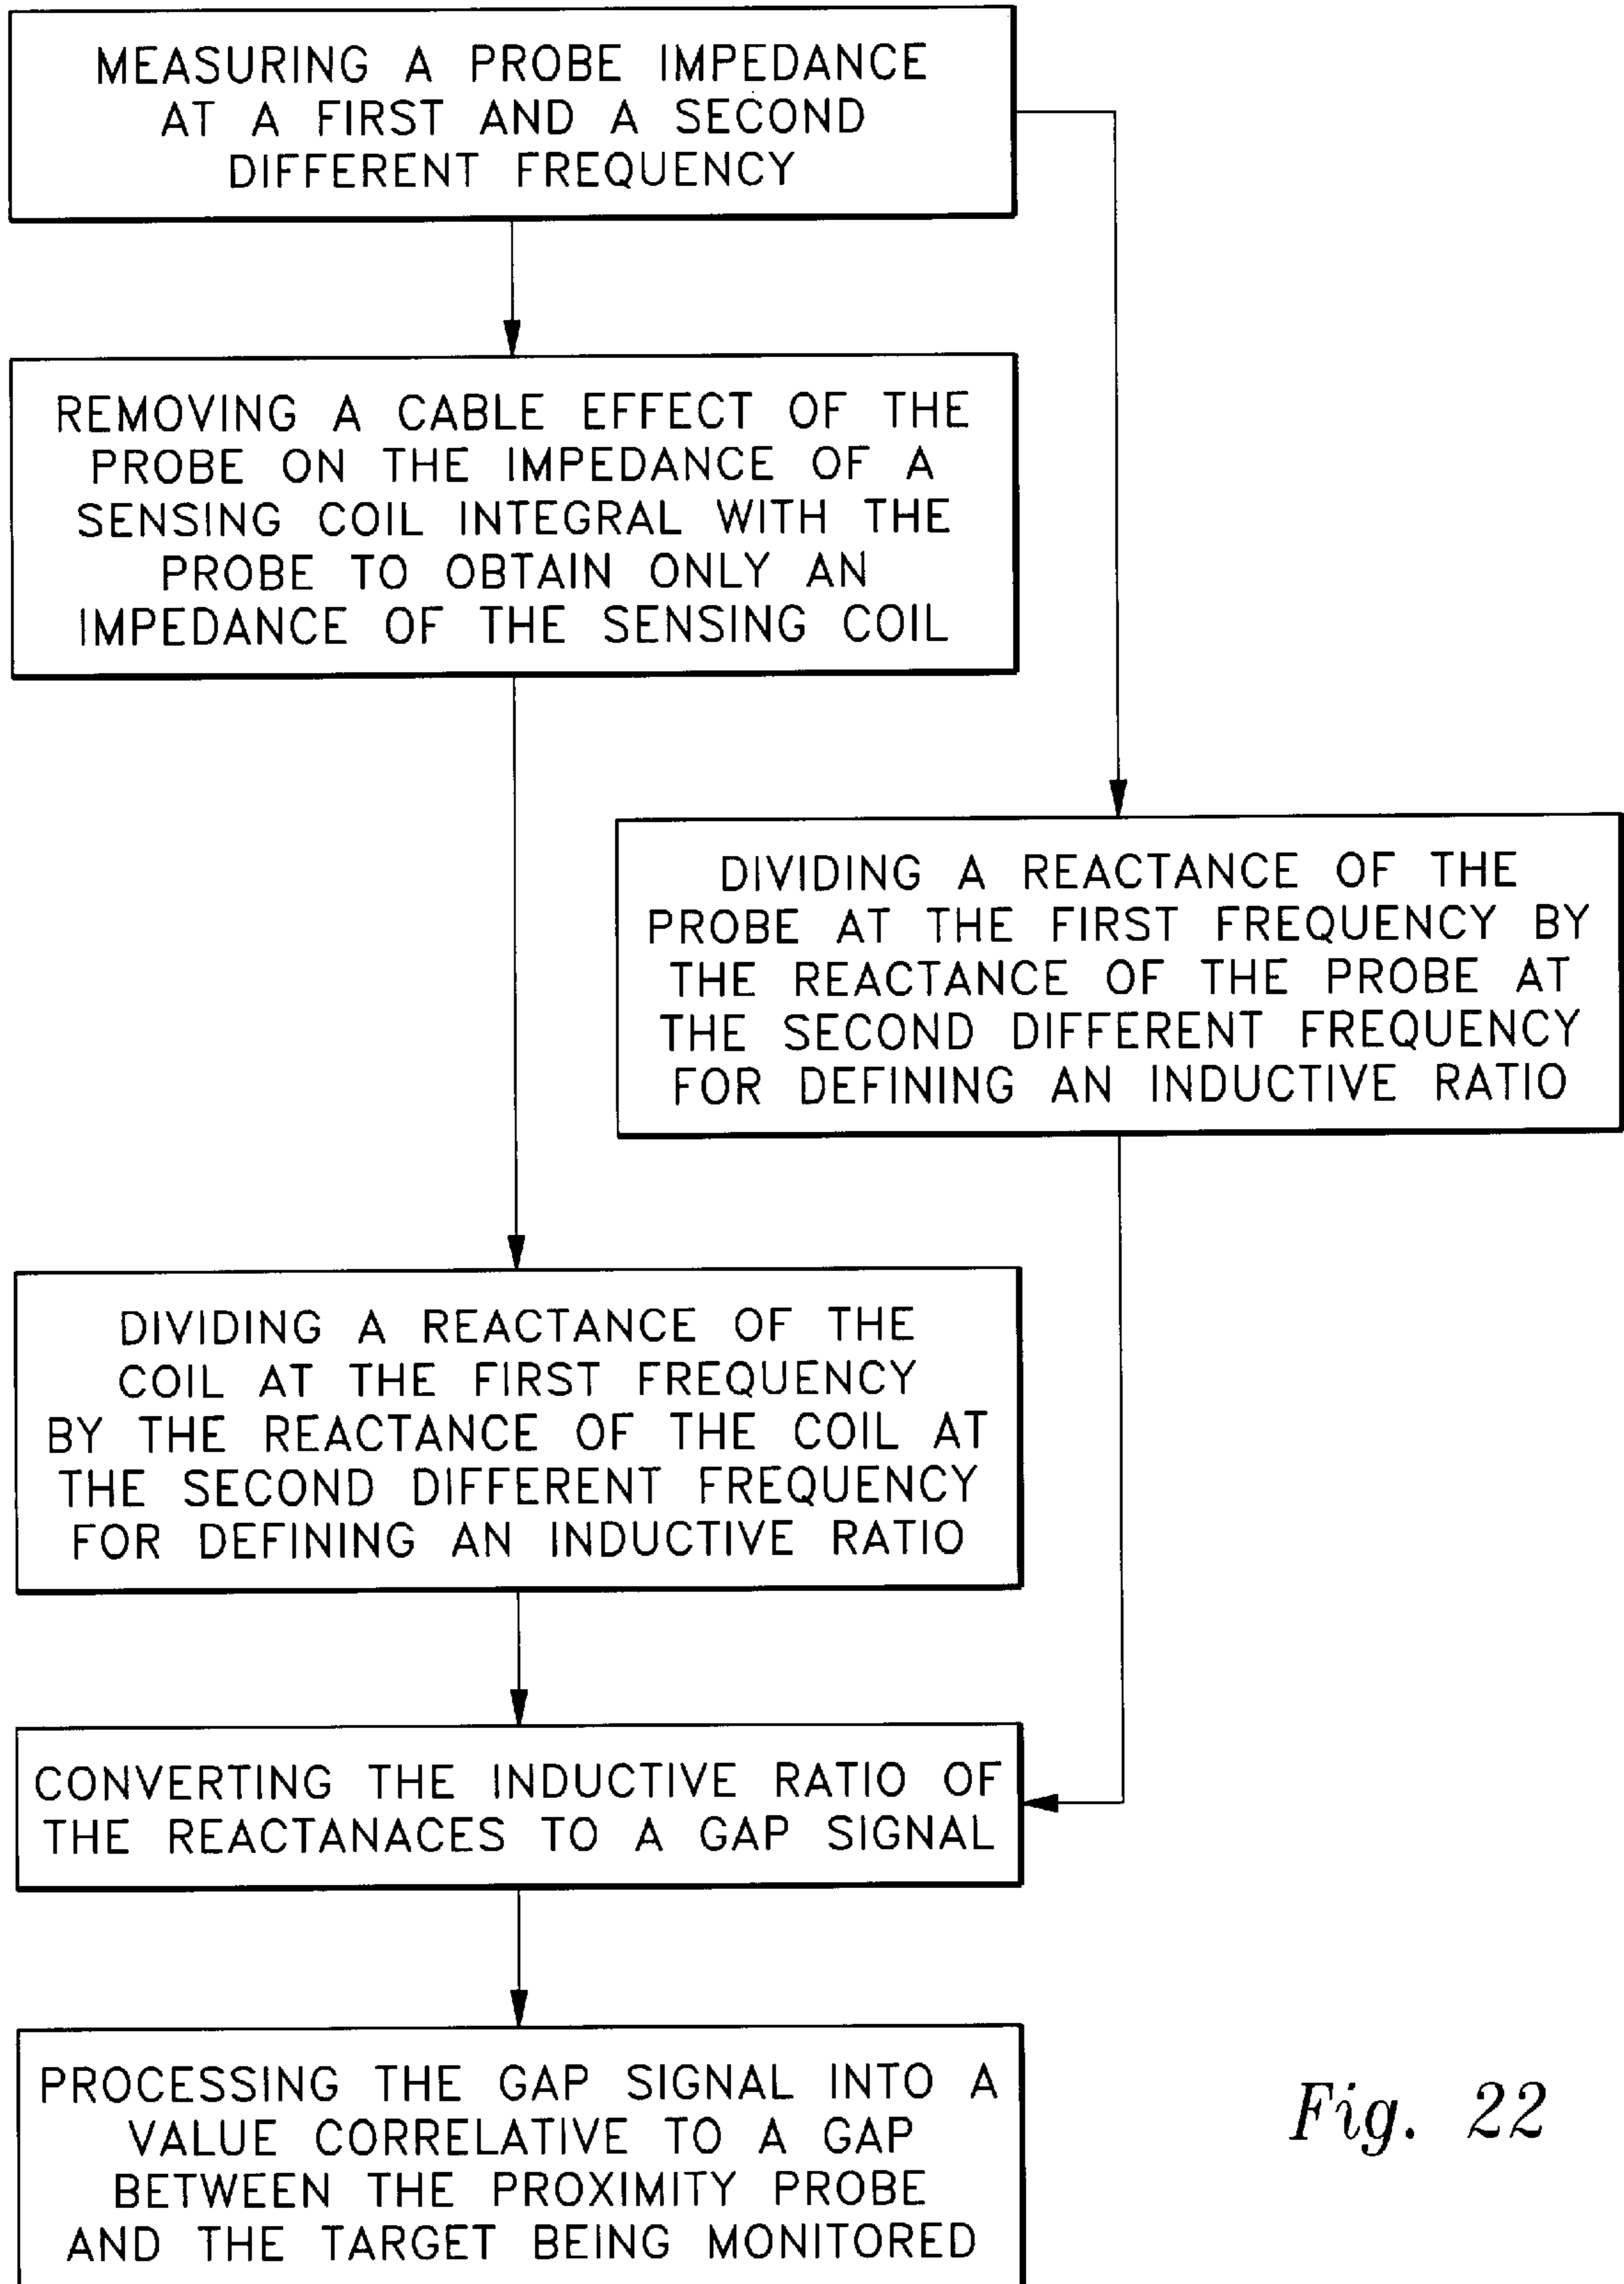 MEASURING A PROBE IMPEDANCE
AT A FIRST AND A SECOND
DIFFERENT FREQUENCY
REMOVING A CABLE EFFECT OF THE
PROBE ON THE IMPEDANCE OF A
SENSING COIL INTEGRAL WITH THE
PROBE TO OBTAIN ONLY AN
IMPEDANCE OF THE SENSING COIL
DIVIDING A REACTANCE OF THE
PROBE AT THE FIRST FREQUENCY BY
THE REACTANCE OF THE PROBE AT
THE SECOND DIFFERENT FREQUENCY
FOR DEFINING AN INDUCTIVE RATIO
DIVIDING A REACTANCE OF THE
COIL AT THE FIRST FREQUENCY
BY THE REACTANCE OF THE COIL AT
THE SECOND DIFFERENT FREQUENCY
FOR DEFINING AN INDUCTIVE RATIO
CONVERTING THE INDUCTIVE RATIO OF
THE REACTANACES TO A GAP SIGNAL
PROCESSING THE GAP SIGNAL INTO A
VALUE CORRELATIVE TO A GAP
BETWEEN THE PROXIMITY PROBE
AND THE TARGET BEING MONITORED
Fig. 22